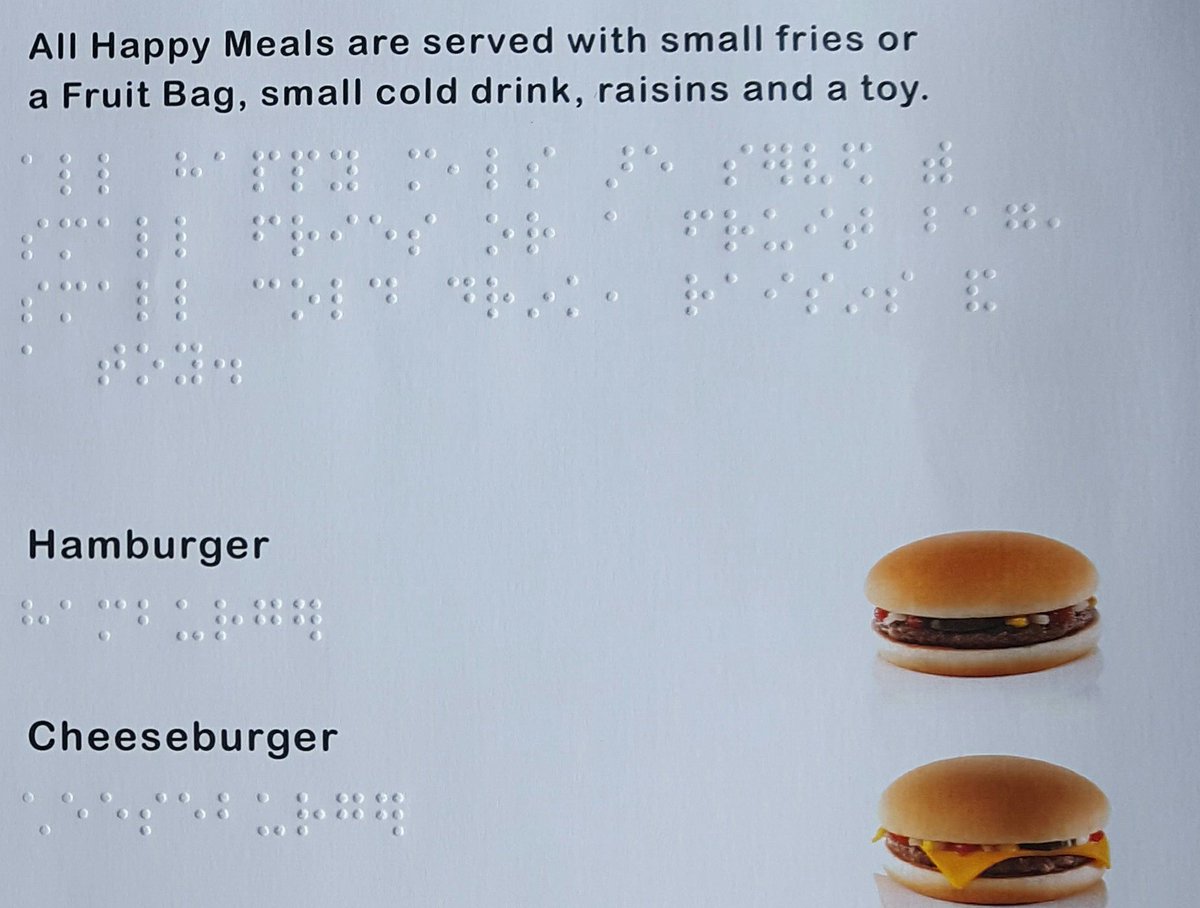 All Happy Meals are served with small fries or
a Fruit Bag, small cold drink, raisins and a toy.
⠁⠇⠇ ⠓⠁⠏⠏⠽ ⠍⠂⠇⠎ ⠜⠑ ⠎⠻⠧⠫ ⠾
⠎⠍⠁⠇⠇ ⠋⠗⠊⠑⠎ ⠕⠗ ⠁ ⠋⠗⠥⠊⠞ ⠃⠁⠛⠂
⠎⠍⠁⠇⠇ ⠉⠕⠇⠙ ⠙⠗⠔⠅⠂ ⠗⠁⠊⠎⠔⠎ ⠯
⠁ ⠞⠕⠽⠲
Hamburger
⠓⠁⠍⠃⠥⠗⠛⠻
Cheeseburger
⠡⠑⠑⠎⠑⠃⠥⠗⠛⠻